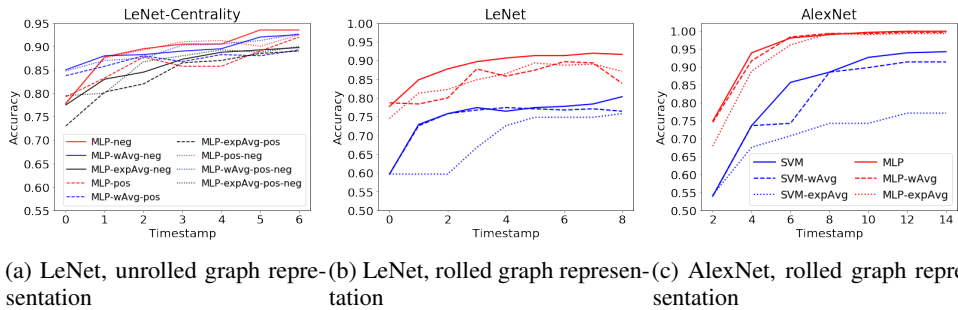 LeNet-Centrality
0.95
0.90
0.85
0.80
0.75
0.70
0.65
0.60
0.55
Accuracy
MLP-neg
MLP-wAvg-neg
MLP-expAvg-neg
MLP-pos
MLP-wAvg-pos
MLP-expAvg-pos
MLP-pos-neg
MLP-wAvg-pos-neg
MLP-expAvg-pos-neg
0 1 2 3 4 5 6
Timestamp
LeNet
1.00
0.95
0.90
0.85
0.80
0.75
0.70
0.65
0.60
0.55
0.50
Accuracy
0 2 4 6 8
Timestamp
AlexNet
1.00
0.95
0.90
0.85
0.80
0.75
0.70
0.65
0.60
0.55
0.50
Accuracy
SVM
SVM-wAvg
SVM-expAvg
MLP
MLP-wAvg
MLP-expAvg
2 4 6 8 10 12 14
Timestamp
(a) LeNet, unrolled graph repre-
sentation
(b) LeNet, rolled graph represen-
tation
(c) AlexNet, rolled graph repre
sentation